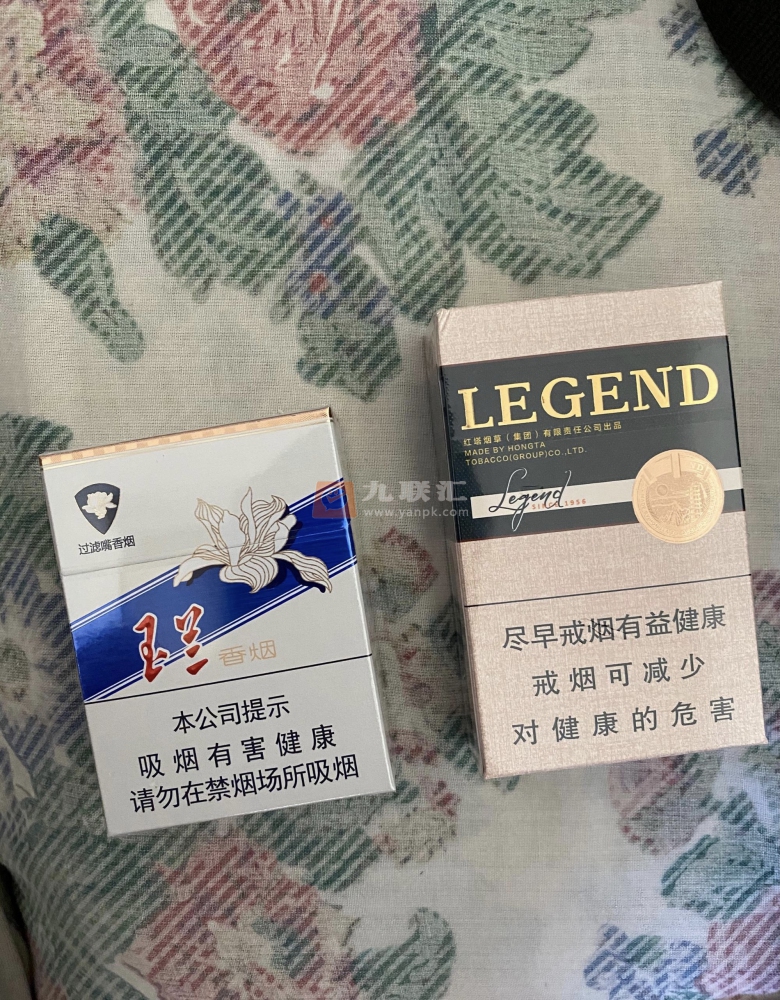 过滤嘴香烟
玉兰
香烟
本公司提示
吸烟有害健康
请勿在禁烟场所吸烟
九联汇
www.yanpk.com
LEGEND
红塔烟草（集团）有限责任公司出品
MADE BY HONGTA
TOBACCO(GROUP)CO.,LTD.
Legend
SINCE 1956
尽早戒烟有益健康
戒烟可减少
对健康的危害